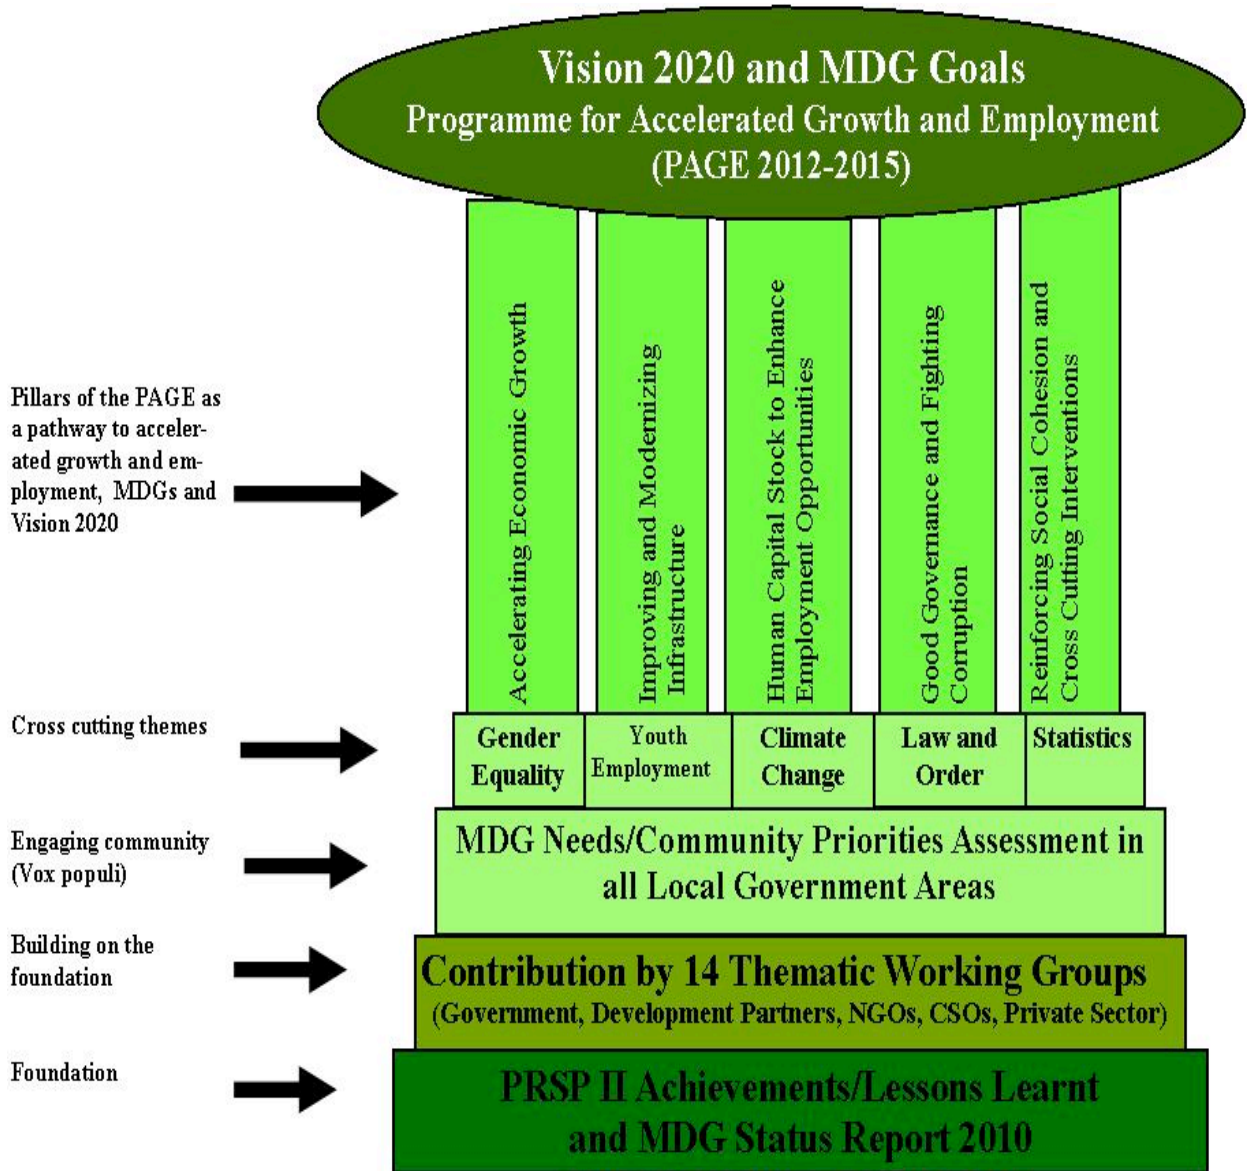 Vision 2020 and MDG Goals
Programme for Accelerated Growth and Employment
(PAGE 2012-2015)
Pillars of the PAGE as
a pathway to acceler-
ated growth and em-
ployment, MDGs and
Vision 2020
Accelerating Economic Growth
Improving and Modernizing
Infrastructure
Human Capital Stock to Enhance
Employment Opportunities
Good Governance and Fighting
Corruption
Reinforcing Social Cohesion and
Cross Cutting Interventions
Cross cutting themes
Gender
Equality
Youth
Employment
Climate
Change
Law and
Order
Statistics
Engaging community
(Vox populi)
MDG Needs/Community Priorities Assessment in
all Local Government Areas
Building on the
foundation
Contribution by 14 Thematic Working Groups
(Government, Development Partners, NGOs, CSOs, Private Sector)
Foundation
PRSP II Achievements/Lessons Learnt
and MDG Status Report 2010